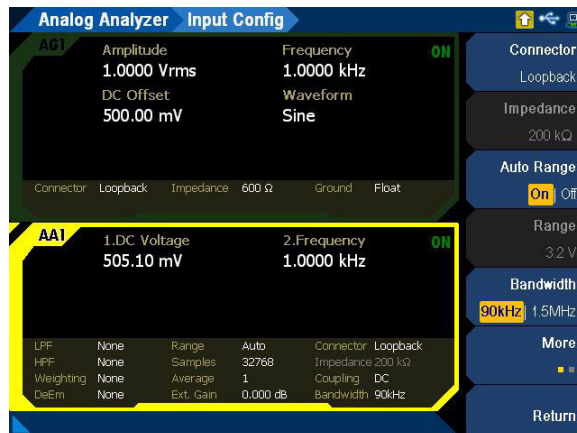 Analog Analyzer Input Config
AG1
Amplitude Frequency ON
1.0000 Vrms 1.0000 kHz
DC Offset Waveform
500.00 mV Sine
Connector Loopback Impedance 600 Ω Ground Float
AA1
1.DC Voltage 2.Frequency ON
505.10 mV 1.0000 kHz
LPF None Range Auto Connector Loopback
HPF None Samples 32768 Impedance 200 kΩ
Weighting None Average 1 Coupling DC
DeEm None Ext. Gain 0.000 dB Bandwidth 90kHz
Connector
Loopback
Impedance
200 kΩ
Auto Range
On | Off
Range
3.2 V
Bandwidth
90kHz | 1.5MHz
More
Return